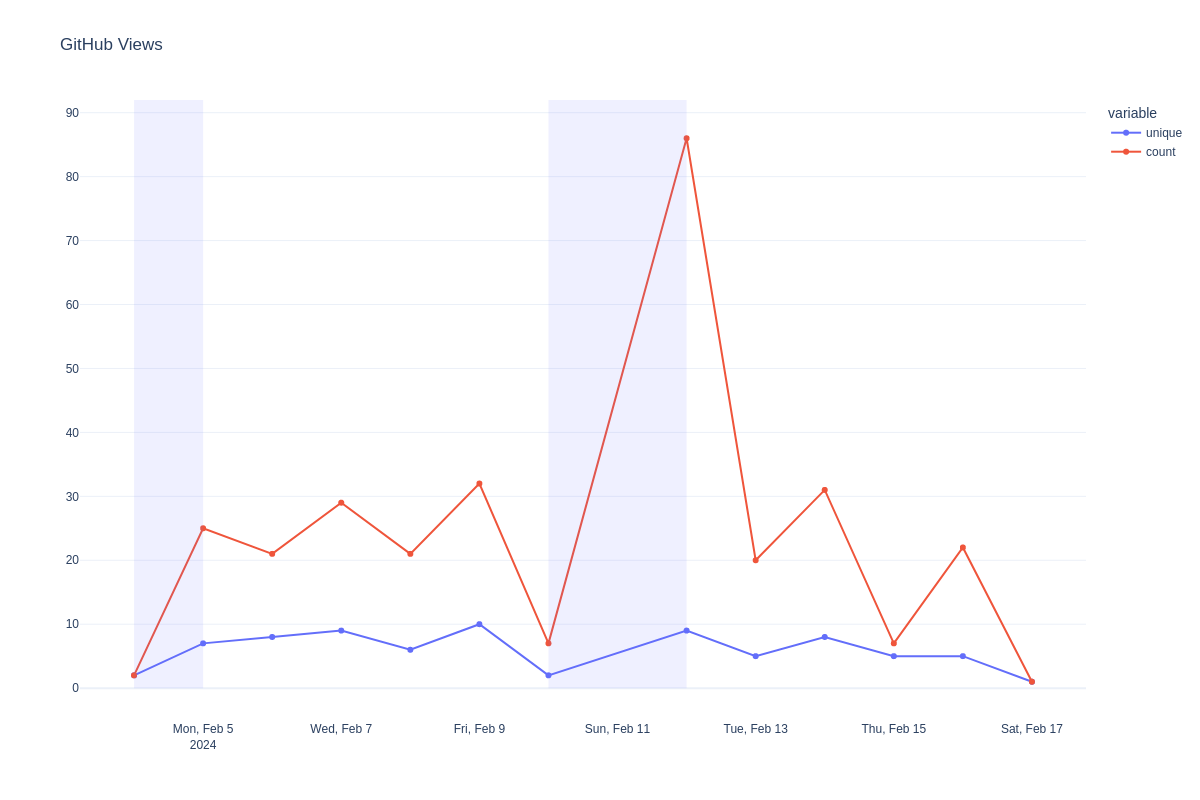 GitHub Views
90
80
70
60
50
40
30
20
10
0
Mon, Feb 5
2024
Wed, Feb 7
Fri, Feb 9
Sun, Feb 11
Tue, Feb 13
Thu, Feb 15
Sat, Feb 17
variable
unique
count